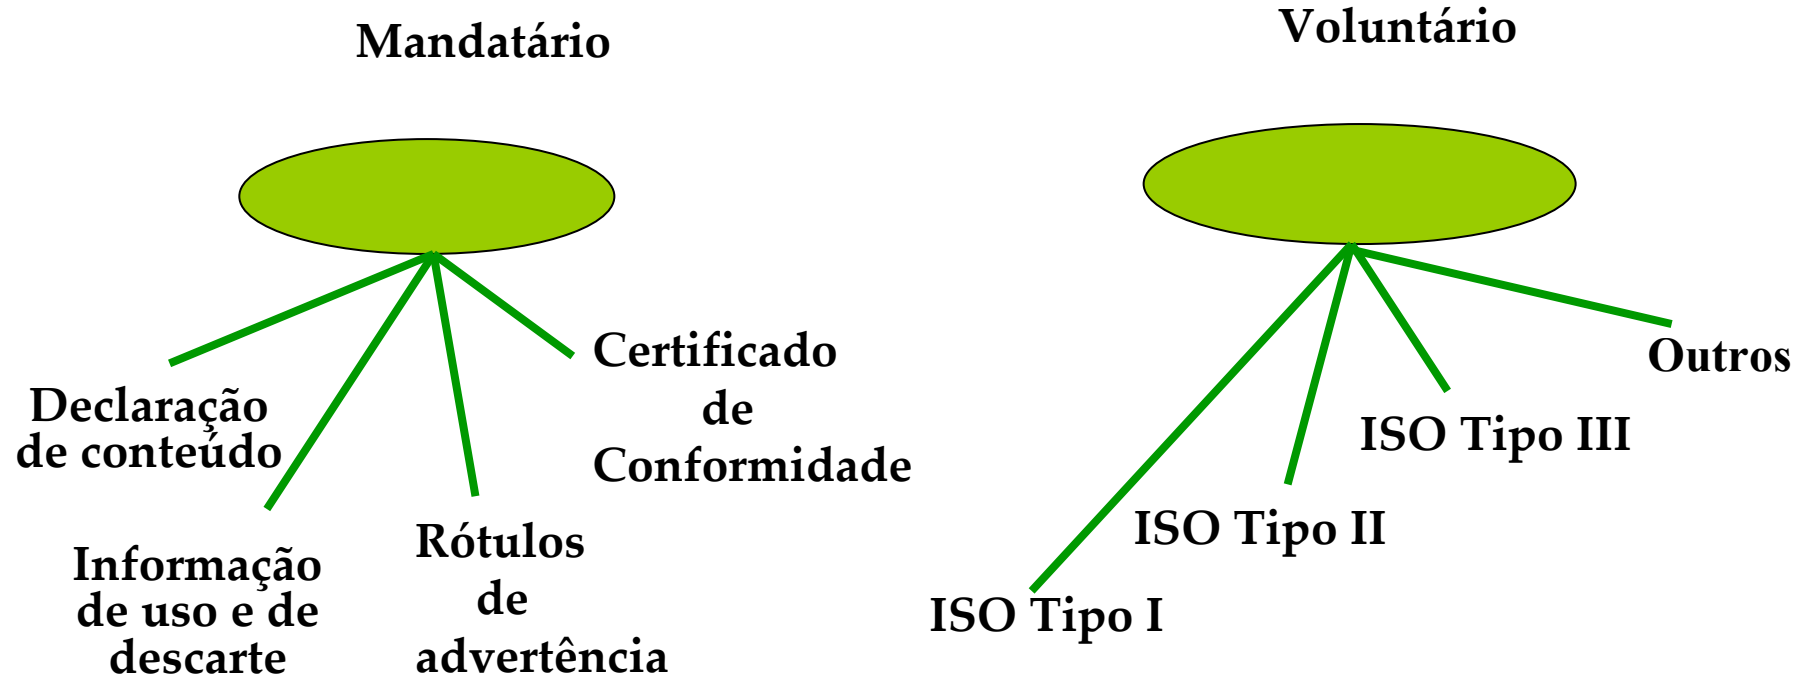 Mandatário
Declaração
de conteúdo
Informação
de uso e de
descarte
Rótulos
de
advertência
Certificado
de
Conformidade
Voluntário
ISO Tipo I
ISO Tipo II
ISO Tipo III
Outros